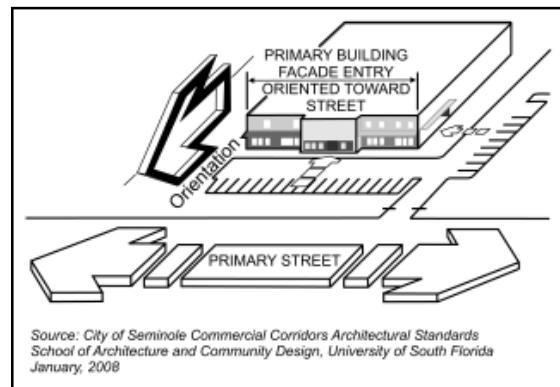 PRIMARY BUILDING
FACADE ENTRY
ORIENTED TOWARD
STREET
Orientation
PRIMARY STREET
Source: City of Seminole Commercial Corridors Architectural Standards
School of Architecture and Community Design, University of South Florida
January, 2008